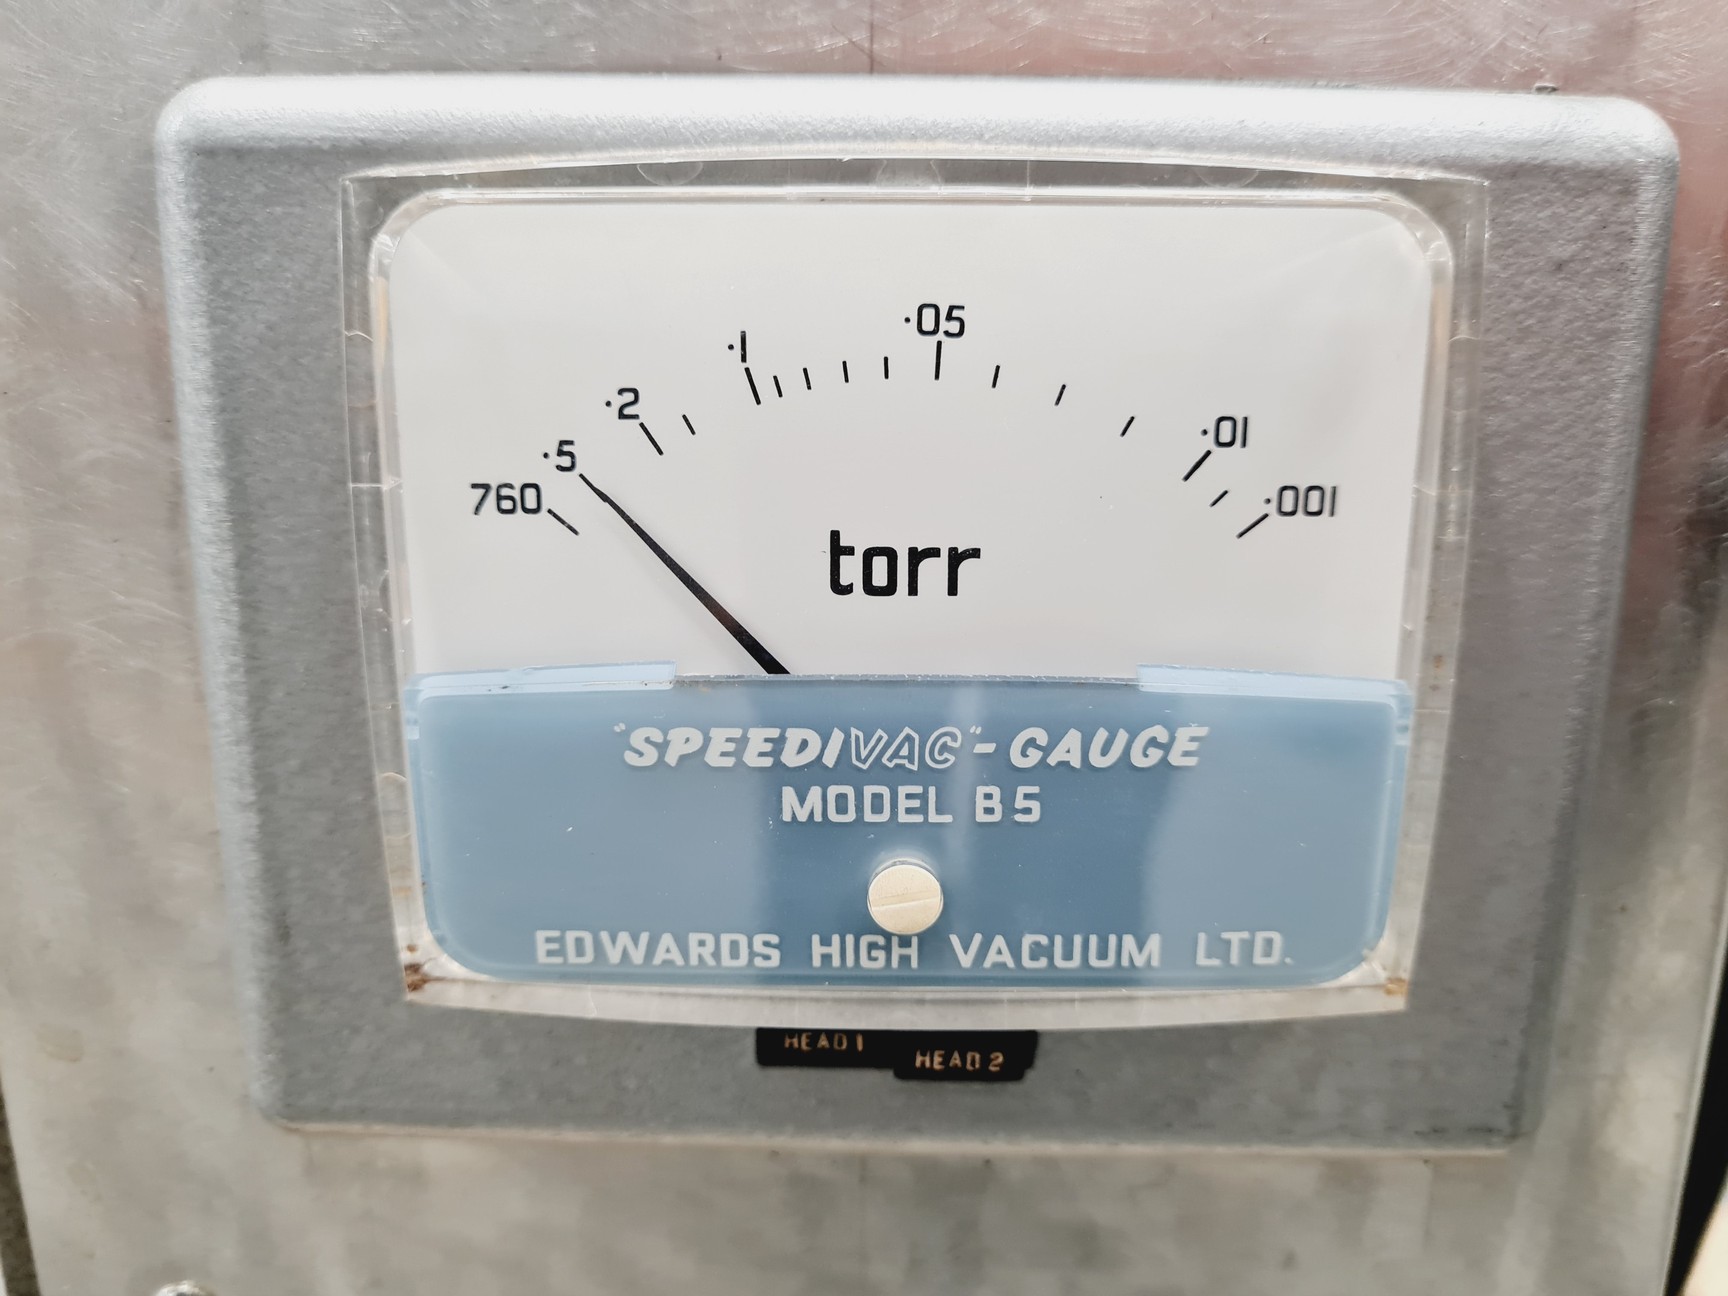 760 ·5 ·2 ·1 ·05 ·01 ·001
torr
"SPEEDIVAC"-GAUGE
MODEL B5
EDWARDS HIGH VACUUM LTD.
HEAD 1
HEAD 2